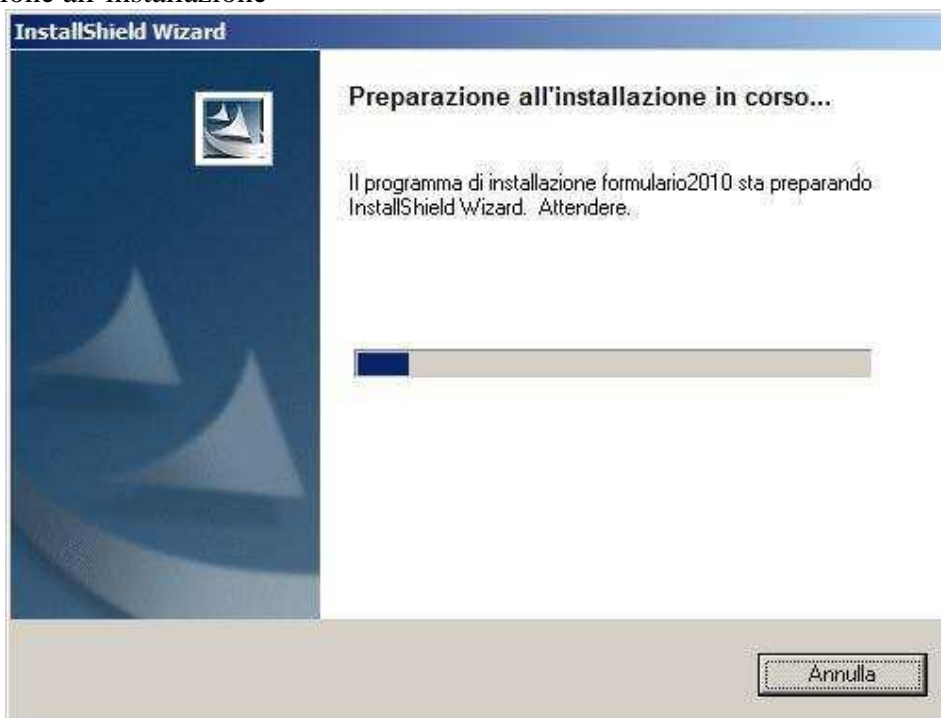 InstallShield Wizard
Preparazione all'installazione in corso...
Il programma di installazione formulario2010 sta preparando
InstallShield Wizard. Attendere.
Annulla